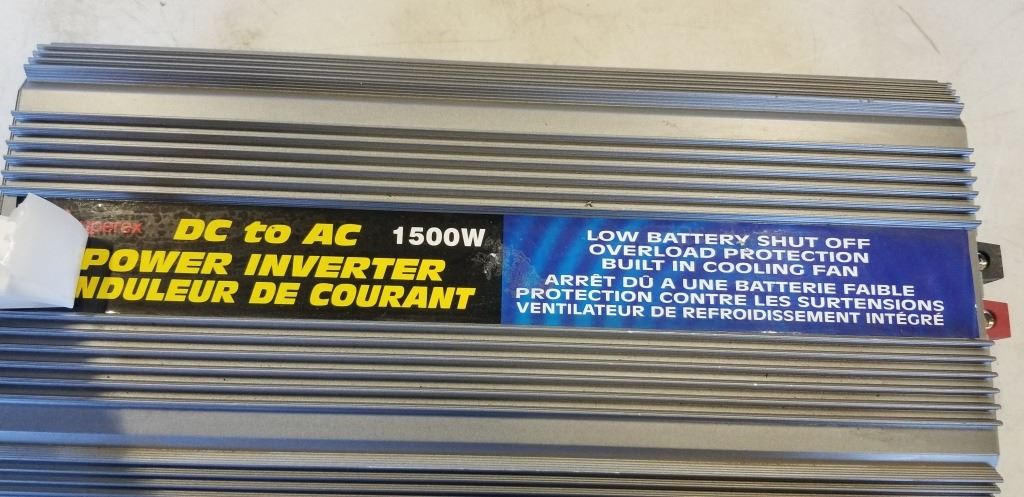 DC to AC 1500W
POWER INVERTER
NDULEUR DE COURANT
LOW BATTERY SHUT OFF
OVERLOAD PROTECTION
BUILT IN COOLING FAN
ARRÊT DÛ A UNE BATTERIE FAIBLE
PROTECTION CONTRE LES SURTENSIONS
VENTILATEUR DE REFROIDISSEMENT INTÉGRÉ